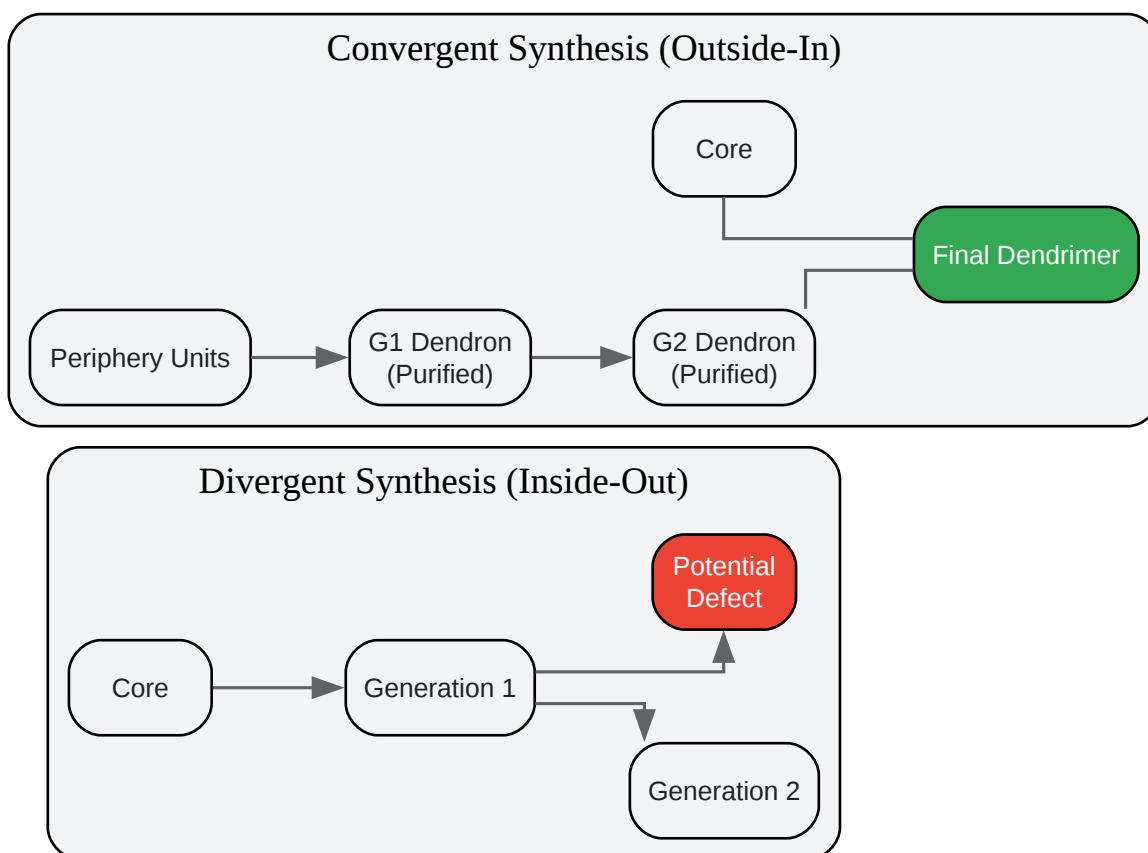 Convergent Synthesis (Outside-In)
Core
Final Dendrimer
Periphery Units
G1 Dendron
(Purified)
G2 Dendron
(Purified)
Divergent Synthesis (Inside-Out)
Potential
Defect
Core
Generation 1
Generation 2